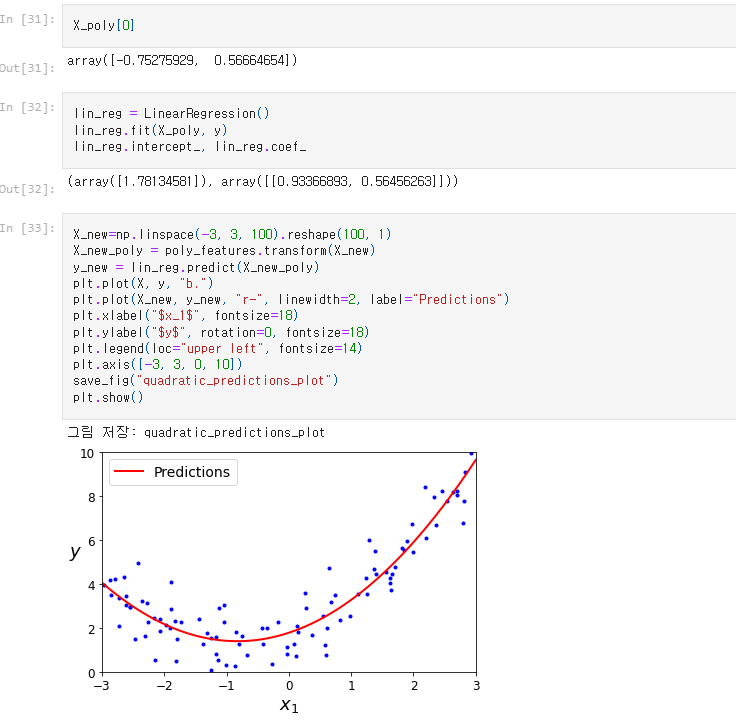 In [31]:
X_poly[0]
Out[31]:
array([-0.75275929,  0.56664654])
In [32]:
lin_reg = LinearRegression()
lin_reg.fit(X_poly, y)
lin_reg.intercept_, lin_reg.coef_
Out[32]:
(array([1.78134581]), array([[0.93366893, 0.56456263]]))
In [33]:
X_new=np.linspace(-3, 3, 100).reshape(100, 1)
X_new_poly = poly_features.transform(X_new)
y_new = lin_reg.predict(X_new_poly)
plt.plot(X, y, "b.")
plt.plot(X_new, y_new, "r-", linewidth=2, label="Predictions")
plt.xlabel("$x_1$", fontsize=18)
plt.ylabel("$y$", rotation=0, fontsize=18)
plt.legend(loc="upper left", fontsize=14)
plt.axis([-3, 3, 0, 10])
save_fig("quadratic_predictions_plot")
plt.show()
그림 저장: quadratic_predictions_plot
Predictions
10
8
6
4
2
0
y
−3 −2 −1 0 1 2 3
x₁